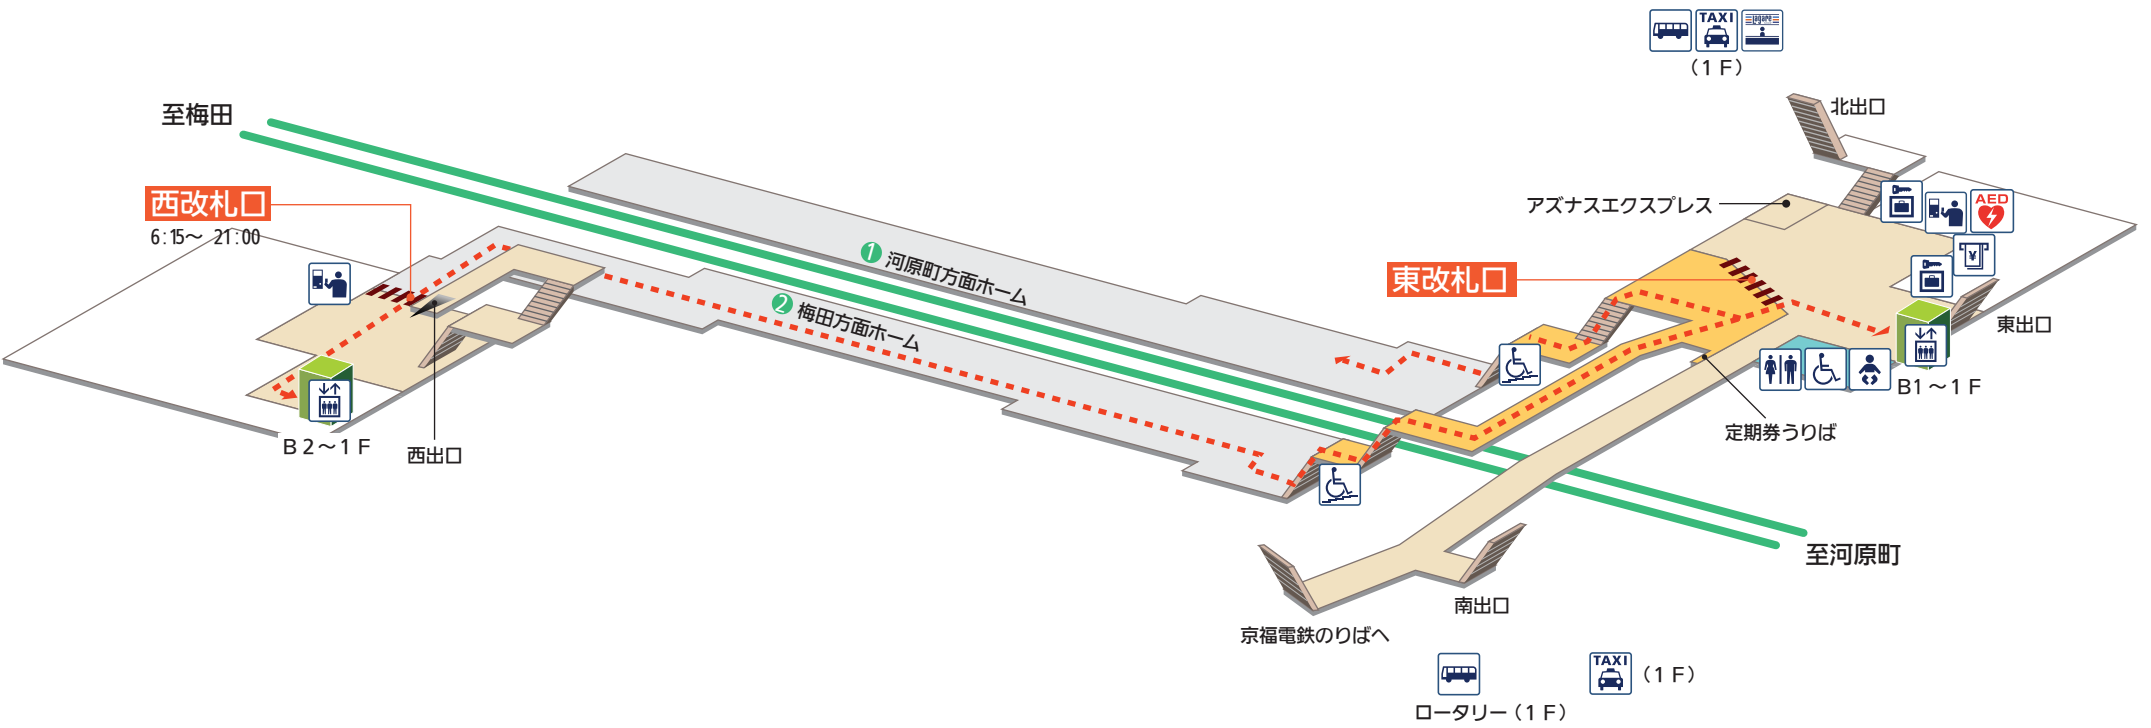 TAXI
Lagare
(1F)
北出口
至梅田
西改札口
6:15～21:00
アズナスエクスプレス
AED
¥
1 河原町方面ホーム
2 梅田方面ホーム
東改札口
東出口
B1～1F
定期券うりば
B2～1F
西出口
至河原町
南出口
京福電鉄のりばへ
TAXI
(1F)
ロータリー(1F)